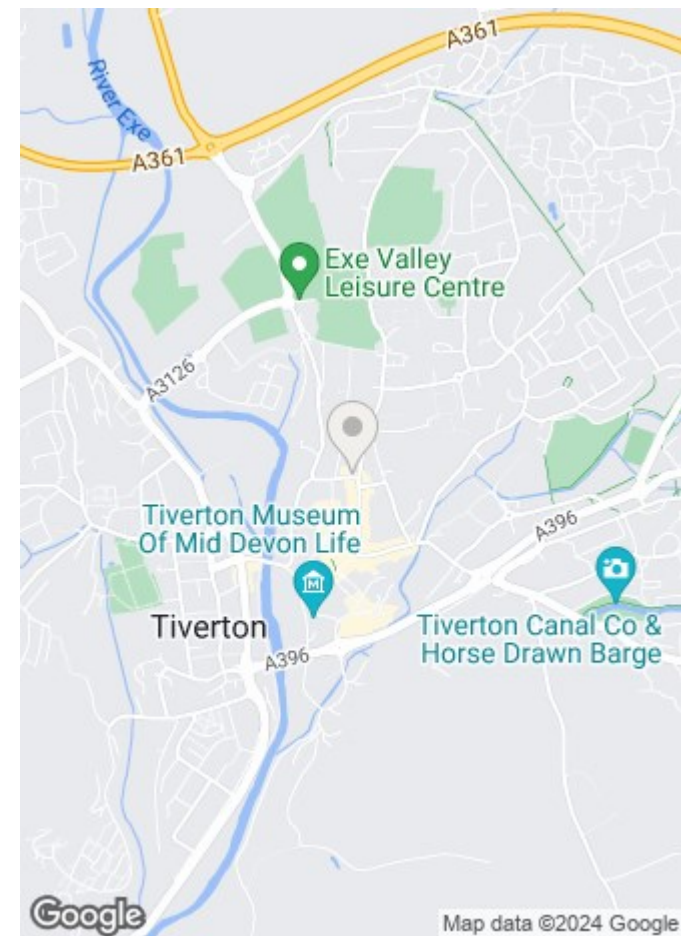 A361
River Exe
A361
Exe Valley
Leisure Centre
A3126
Tiverton Museum
Of Mid Devon Life
A396
Tiverton
Tiverton Canal Co &
Horse Drawn Barge
A396
Google
Map data ©2024 Google